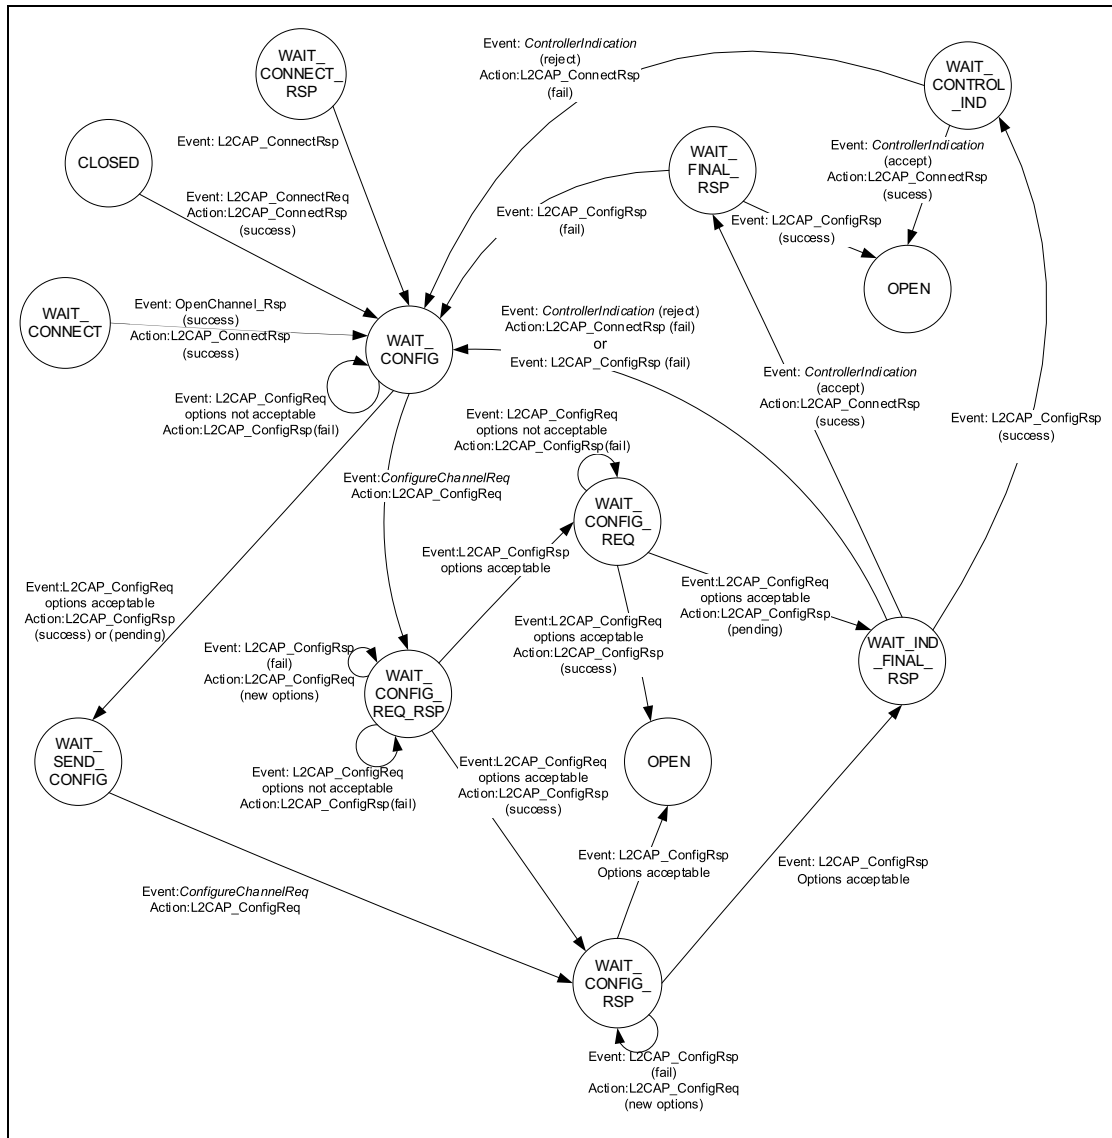 WAIT_
CONNECT_
RSP
Event: ControllerIndication
(reject)
Action:L2CAP_ConnectRsp
(fail)
WAIT_
CONTROL
_IND
CLOSED
Event: L2CAP_ConnectRsp
WAIT_
FINAL_
RSP
Event: ControllerIndication
(accept)
Action:L2CAP_ConnectRsp
(sucess)
Event: L2CAP_ConnectReq
Action:L2CAP_ConnectRsp
(success)
Event: L2CAP_ConfigRsp
(fail)
Event: L2CAP_ConfigRsp
(success)
OPEN
WAIT_
CONNECT
Event: OpenChannel_Rsp
(success)
Action:L2CAP_ConnectRsp
(success)
WAIT_
CONFIG
Event: ControllerIndication (reject)
Action:L2CAP_ConnectRsp (fail)
or
Event: L2CAP_ConfigRsp (fail)
Event: L2CAP_ConfigReq
options not acceptable
Action:L2CAP_ConfigRsp(fail)
Event: ControllerIndication
(accept)
Action:L2CAP_ConnectRsp
(sucess)
Event: L2CAP_ConfigRsp
(success)
Event: L2CAP_ConfigReq
options not acceptable
Action:L2CAP_ConfigRsp(fail)
Event:ConfigureChannelReq
Action:L2CAP_ConfigReq
WAIT_
CONFIG_
REQ
Event:L2CAP_ConfigRsp
options acceptable
Event:L2CAP_ConfigReq
options acceptable
Action:L2CAP_ConfigRsp
(success) or (pending)
Event:L2CAP_ConfigReq
options acceptable
Action:L2CAP_ConfigRsp
(pending)
Event:L2CAP_ConfigReq
options acceptable
Action:L2CAP_ConfigRsp
(success)
WAIT_IND
_FINAL_
RSP
Event: L2CAP_ConfigRsp
(fail)
Action:L2CAP_ConfigReq
(new options)
WAIT_
CONFIG_
REQ_RSP
WAIT_
SEND_
CONFIG
Event: L2CAP_ConfigReq
options not acceptable
Action:L2CAP_ConfigRsp(fail)
Event:L2CAP_ConfigReq
options acceptable
Action:L2CAP_ConfigRsp
(success)
OPEN
Event: L2CAP_ConfigRsp
Options acceptable
Event: L2CAP_ConfigRsp
Options acceptable
Event:ConfigureChannelReq
Action:L2CAP_ConfigReq
WAIT_
CONFIG_
RSP
Event: L2CAP_ConfigRsp
(fail)
Action:L2CAP_ConfigReq
(new options)